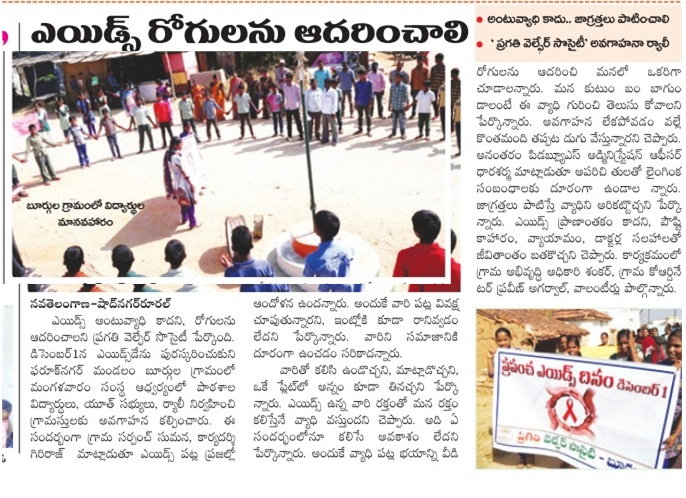 ఎయిడ్స్ రోగులను ఆదరించాలి
అంటువ్యాధి కాదు.. జాగ్రత్తలు పాటించాలి
' ప్రగతి వెల్ఫేర్ సొసైటీ' అవగాహనా ర్యాలీ
బూర్గుల గ్రామంలో విద్యార్థుల
మానవహారం
నవతెలంగాణ-షాద్‌నగర్‌రూరల్
ఎయిడ్స్ అంటువ్యాధి కాదని, రోగులను
ఆదరించాలని ప్రగతి వెల్ఫేర్ సొసైటీ పేర్కొంది.
డిసెంబర్1న ఎయిడ్స్‌డేను పురస్కరించుకుని
ఫరూక్‌నగర్ మండలం బూర్గుల గ్రామంలో
మంగళవారం సంస్థ ఆధ్వర్యంలో పాఠశాల
విద్యార్థులు, యూత్ సభ్యులు, ర్యాలీ నిర్వహించి
గ్రామస్తులకు అవగాహన కల్పించారు. ఈ
సందర్భంగా గ్రామ సర్పంచ్ సుమన, కార్యదర్శి
గిరిరాజ్ మాట్లాడుతూ ఎయిడ్స్ పట్ల ప్రజల్లో
ఆందోళన ఉందన్నారు. అందుకే వారి పట్ల వివక్ష
చూపుతున్నారని, ఇంట్లోకి కూడా రానివ్వడం
లేదని పేర్కొన్నారు. వారిని సమాజానికి
దూరంగా ఉంచడం సరికాదన్నారు.
వారితో కలిసి ఉండొచ్చని, మాట్లాడొచ్చని,
ఒకే ప్లేట్‌లో అన్నం కూడా తినచ్చని పేర్కొ
న్నారు. ఎయిడ్స్ ఉన్న వారి రక్తంతో మన రక్తం
కలిస్తేనే వ్యాధి వస్తుందని చెప్పారు. అది ఏ
సందర్భంలోనూ కలిసే అవకాశం లేదని
పేర్కొన్నారు. అందుకే వ్యాధి పట్ల భయాన్ని వీడి
రోగులను ఆదరించి మనలో ఒకరిగా
చూడాలన్నారు. మన కుటుం బం బాగుం
డాలంటే ఈ వ్యాధి గురించి తెలుసు కోవాలని
పేర్కొన్నారు. అవగాహన లేకపోవడం వల్లే
కొంతమంది తప్పట డుగు వేస్తున్నారని చెప్పారు.
అనంతరం పిడబ్య్లూఎస్ అడ్మినిస్ట్రేషన్ ఆఫీసర్
ధారశర్మ మాట్లాడుతూ అపరిచి తులతో లైంగిక
సంబంధాలకు దూరంగా ఉండాల న్నారు.
జాగ్రత్తలు పాటిస్తే వ్యాధిని అరికట్టొచ్చని పేర్కొ
న్నారు. ఎయిడ్స్ ప్రాణాంతకం కాదని, పౌష్టి
కాహారం, వ్యాయామం, డాక్టర్ల సలహాలతో
జీవితాంతం బతకొచ్చని చెప్పారు. కార్యక్రమంలో
గ్రామ అభివృద్ధి అధికారి శంకర్, గ్రామ కోఆర్డినే
టర్ ప్రవీణ్ అగర్వాల్, వాలంటీర్లు పాల్గొన్నారు.
ప్రపంచ ఎయిడ్స్ దినం డిసెంబర్ 1
ప్రగతి వెల్ఫేర్ సొసైటి -